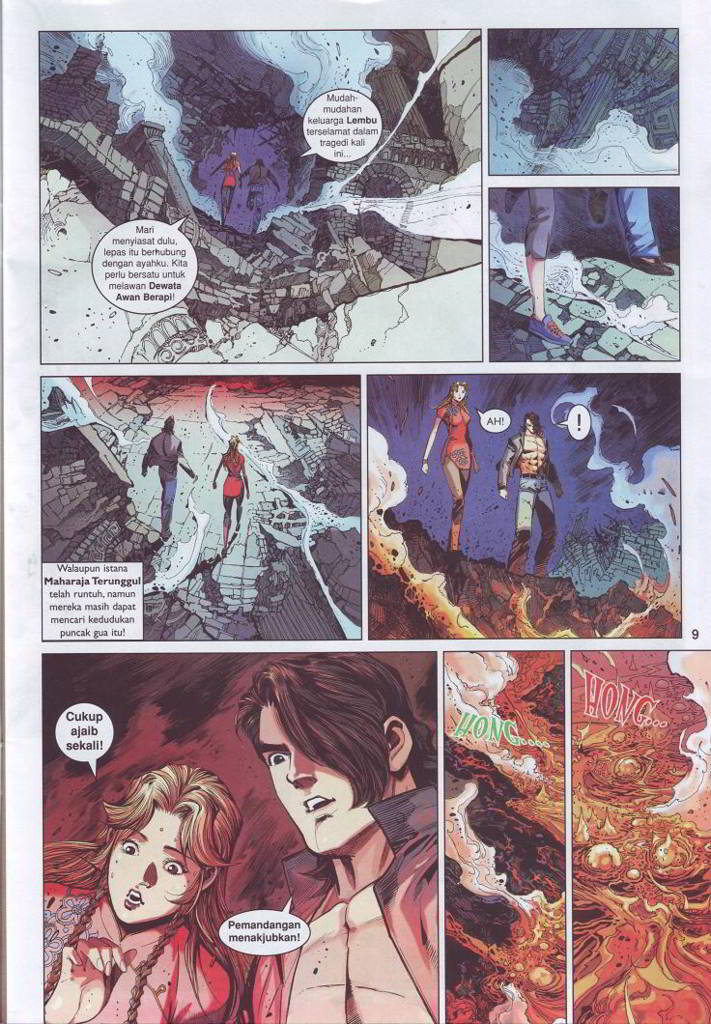 Mudah-
mudahan
keluarga Lembu
terselamat dalam
tragedi kali
ini...
Mari
menyiasat dulu,
lepas itu berhubung
dengan ayahku. Kita
perlu bersatu untuk
melawan Dewata
Awan Berapi!
Walaupun istana
Maharaja Terunggul
telah runtuh, namun
mereka masih dapat
mencari kedudukan
puncak gua itu!
AH!
!
9
Cukup
ajaib
sekali!
Pemandangan
menakjubkan!
HONG....
HONG...